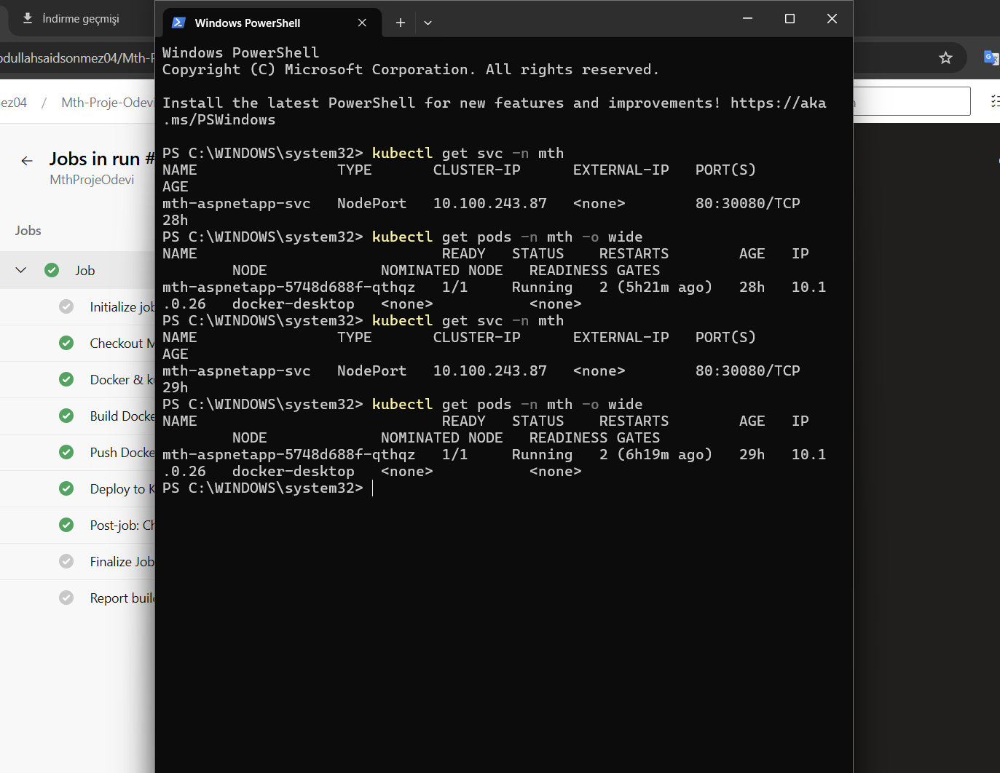 İndirme geçmişi
Windows PowerShell
dullahsaidsonmez04/Mth-P
ez04 / Mth-Proje-Odevi
Jobs in run #
MthProjeOdevi
Jobs
Job
Initialize job
Checkout M
Docker & k
Build Docke
Push Docke
Deploy to K
Post-job: Ch
Finalize Job
Report build
Windows PowerShell
Copyright (C) Microsoft Corporation. All rights reserved.
Install the latest PowerShell for new features and improvements! https://aka
.ms/PSWindows
PS C:\WINDOWS\system32> kubectl get svc -n mth
NAME TYPE CLUSTER-IP EXTERNAL-IP PORT(S)
AGE
mth-aspnetapp-svc NodePort 10.100.243.87 <none> 80:30080/TCP
28h
PS C:\WINDOWS\system32> kubectl get pods -n mth -o wide
NAME READY STATUS RESTARTS AGE IP
NODE NOMINATED NODE READINESS GATES
mth-aspnetapp-5748d688f-qthqz 1/1 Running 2 (5h21m ago) 28h 10.1
.0.26 docker-desktop <none> <none>
PS C:\WINDOWS\system32> kubectl get svc -n mth
NAME TYPE CLUSTER-IP EXTERNAL-IP PORT(S)
AGE
mth-aspnetapp-svc NodePort 10.100.243.87 <none> 80:30080/TCP
29h
PS C:\WINDOWS\system32> kubectl get pods -n mth -o wide
NAME READY STATUS RESTARTS AGE IP
NODE NOMINATED NODE READINESS GATES
mth-aspnetapp-5748d688f-qthqz 1/1 Running 2 (6h19m ago) 29h 10.1
.0.26 docker-desktop <none> <none>
PS C:\WINDOWS\system32>